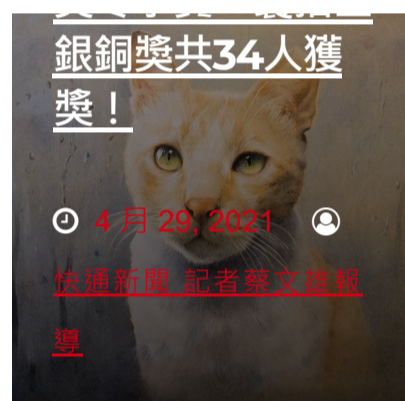 銀銅獎共34人獲
獎！
4 月 29, 2021
快通新聞 記者蔡文雄報
導